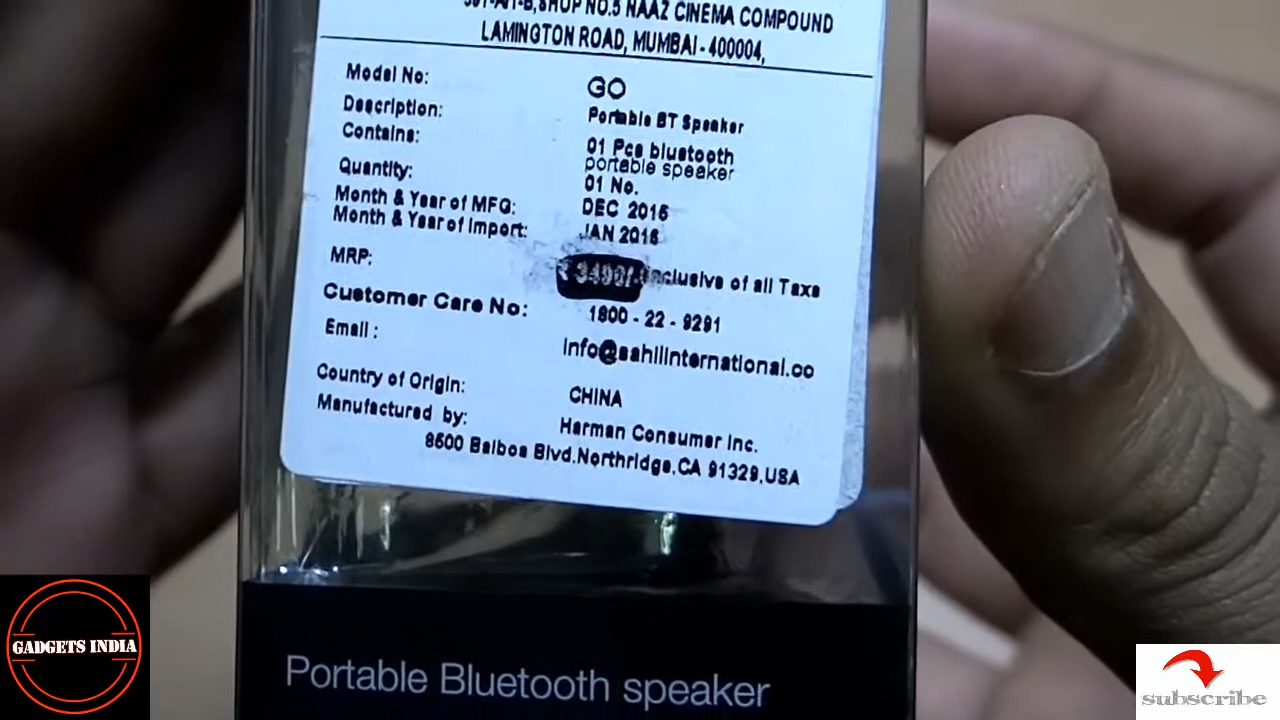 SHOP NO.5 NAAZ CINEMA COMPOUND
LAMINGTON ROAD, MUMBAI - 400004,
Model No: GO
Description: Portable BT Speaker
Contains: 01 Pcs bluetooth
portable speaker
Quantity: 01 No.
Month & Year of MFG: DEC 2015
Month & Year of Import: JAN 2016
MRP: ₹ 3490/. Inclusive of all Taxs
Customer Care No: 1800 - 22 - 9291
Email : info@sahilinternational.co
Country of Origin: CHINA
Manufactured by: Harman Consumer Inc.
8500 Balboa Blvd.Northridge,CA 91329,USA
Portable Bluetooth speaker
GADGETS INDIA
subscribe